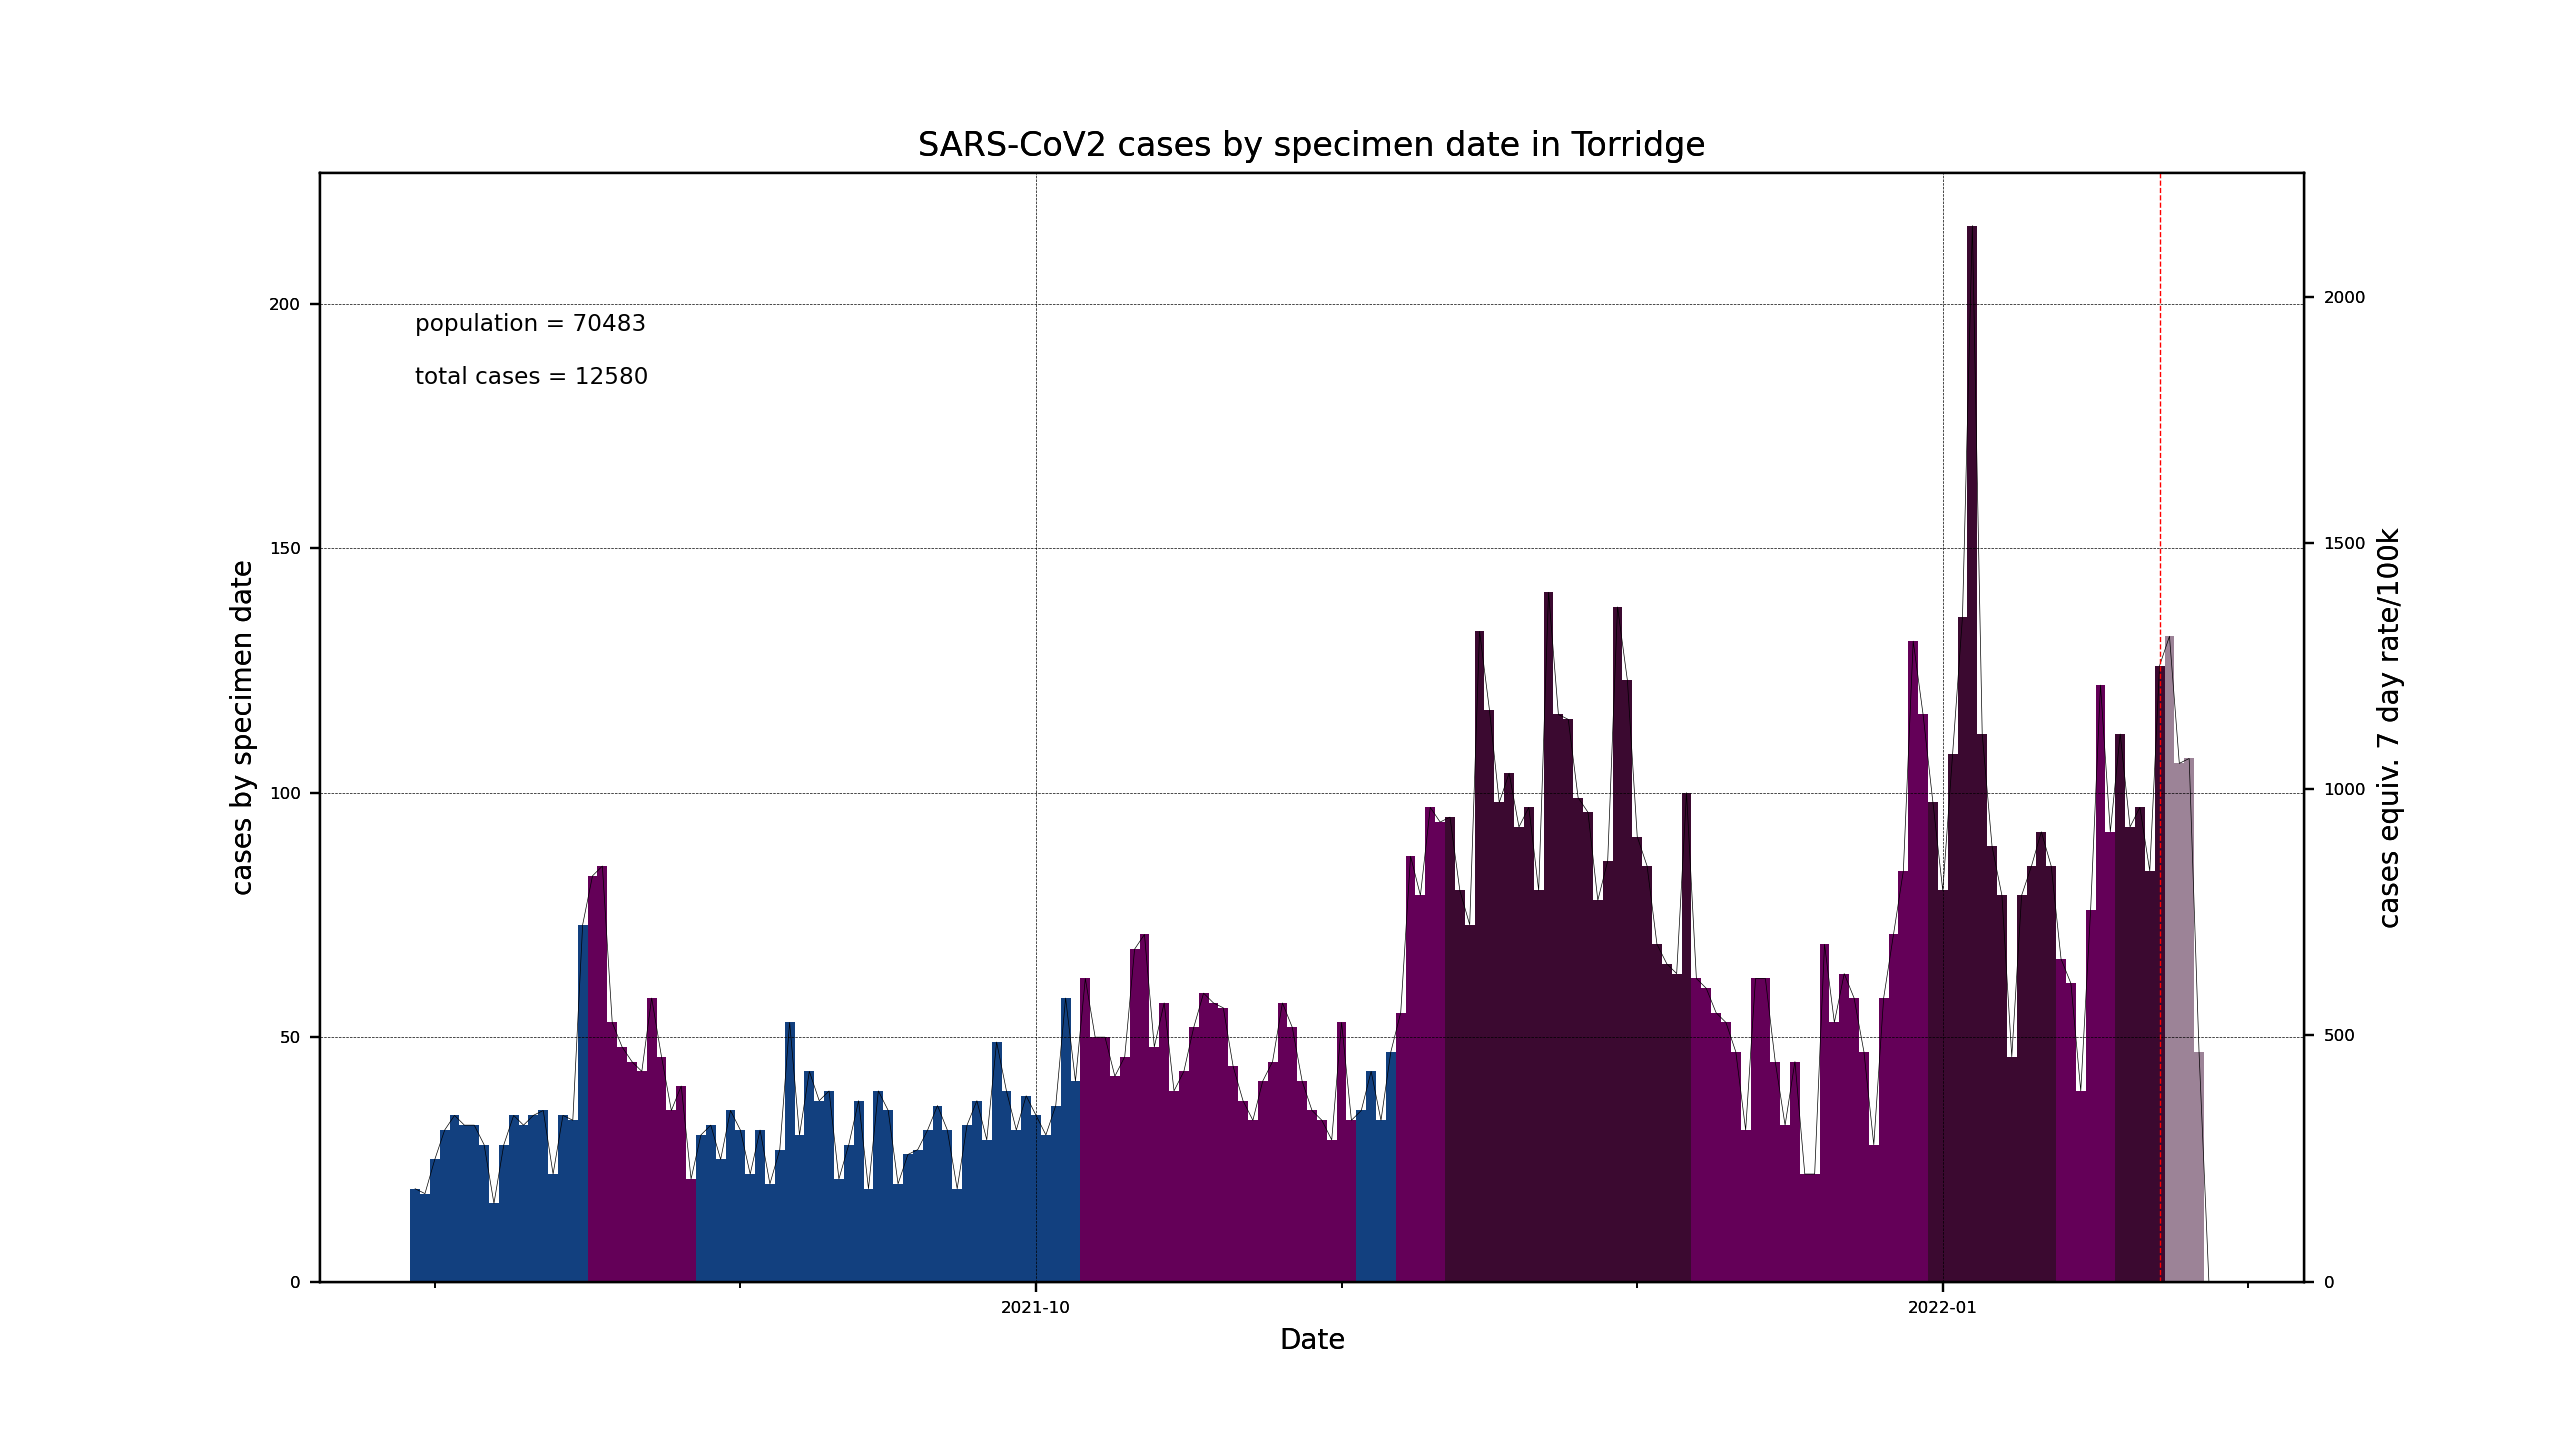 SARS-CoV2 cases by specimen date in Torridge
population = 70483
total cases = 12580
cases by specimen date
200
150
100
50
0
2000
1500
1000
500
0
cases equiv. 7 day rate/100k
2021-10
2022-01
Date